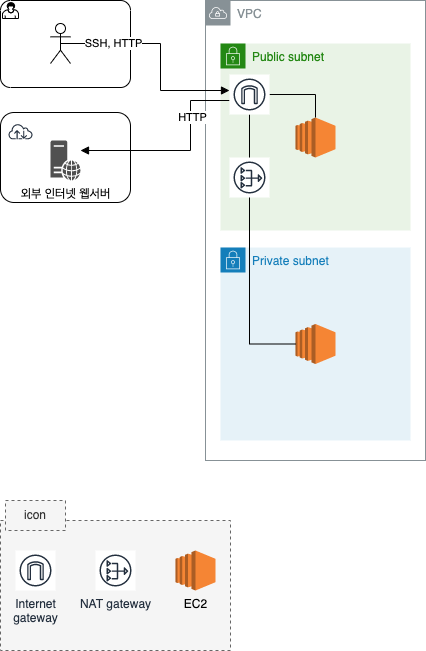 VPC
SSH, HTTP
Public subnet
HTTP
외부 인터넷 웹서버
Private subnet
icon
Internet
gateway
NAT gateway
EC2